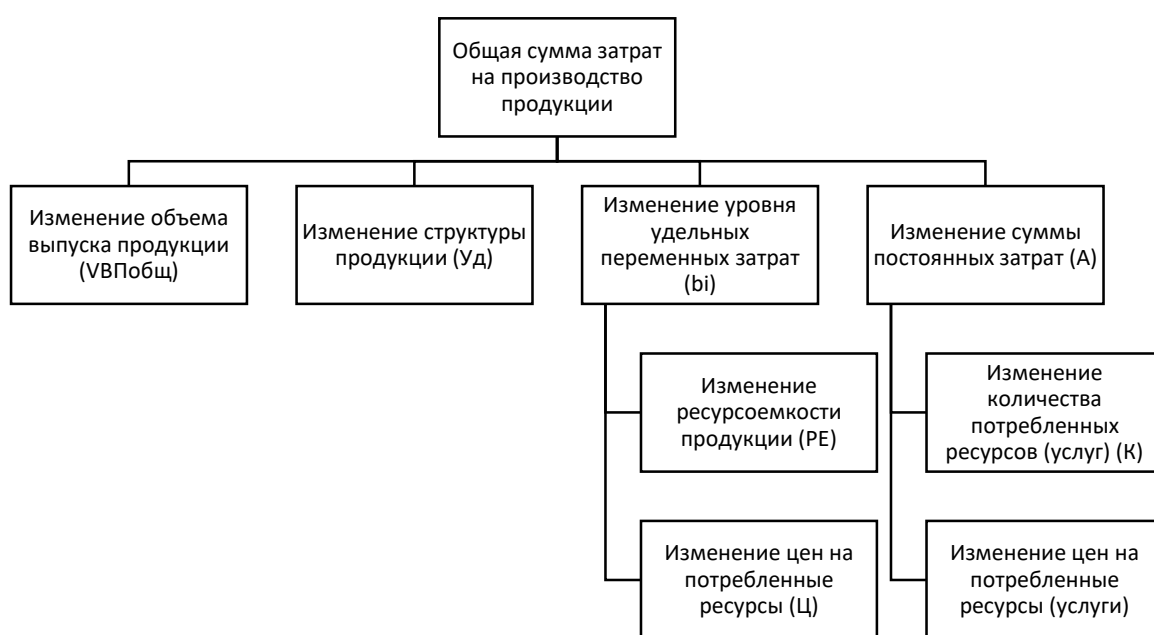 Общая сумма затрат
на производство
продукции
Изменение объема
выпуска продукции
(VВПобщ)
Изменение структуры
продукции (Уд)
Изменение уровня
удельных
переменных затрат
(bi)
Изменение суммы
постоянных затрат (А)
Изменение
ресурсоемкости
продукции (РЕ)
Изменение
количества
потребленных
ресурсов (услуг) (К)
Изменение цен на
потребленные
ресурсы (Ц)
Изменение цен на
потребленные
ресурсы (услуги)